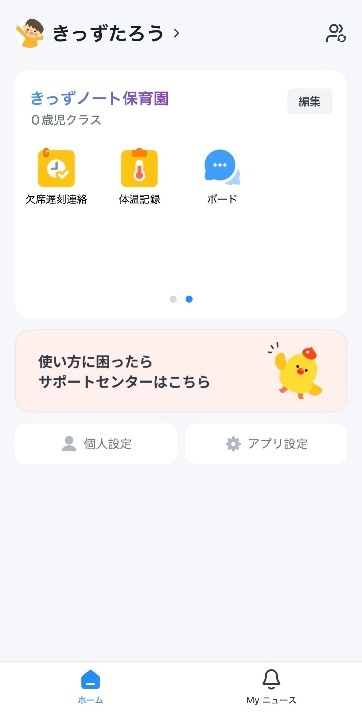 きっずたろう
きっずノート保育園
編集
0歳児クラス
欠席遅刻連絡
体温記録
ボード
使い方に困ったら
サポートセンターはこちら
個人設定
アプリ設定
ホーム
My ニュース